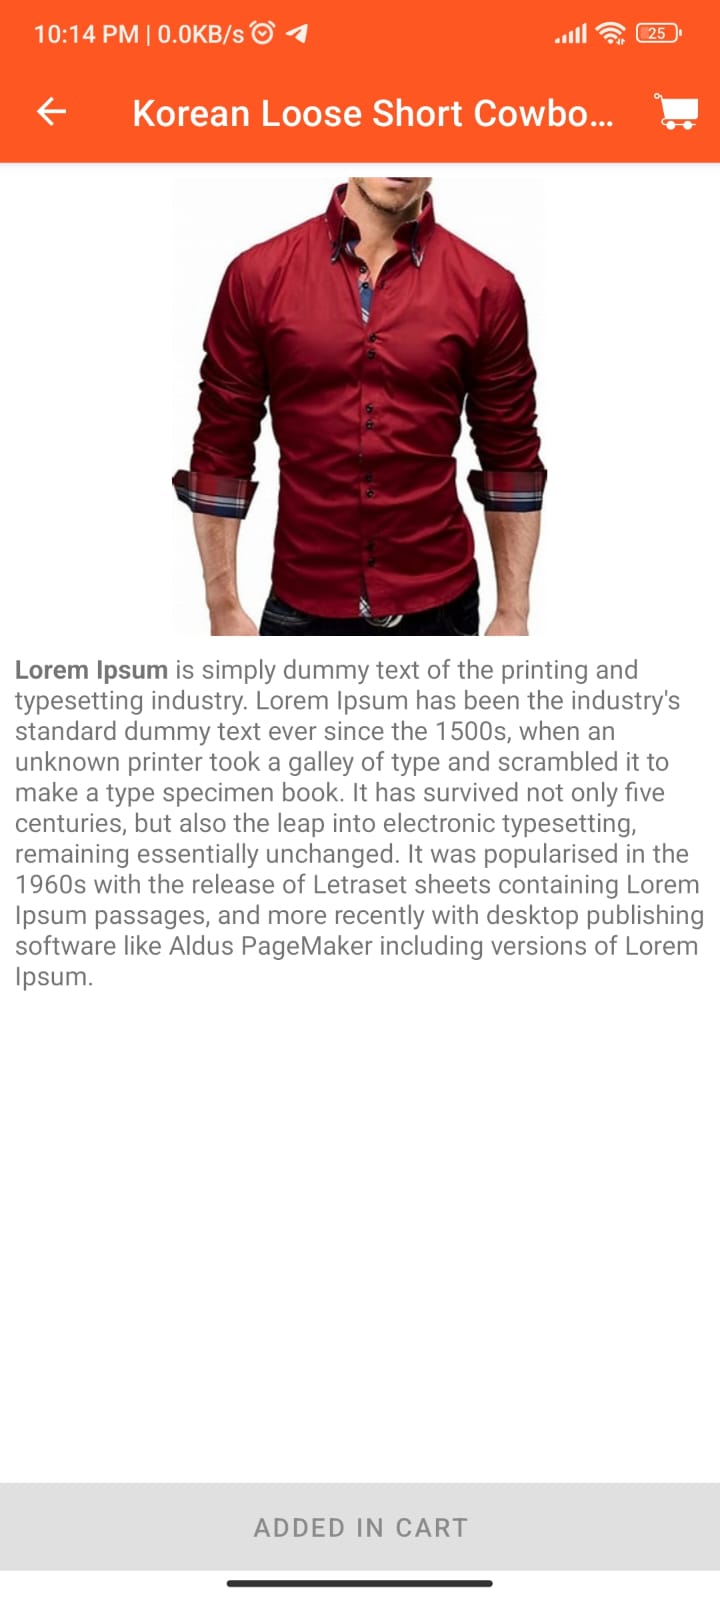 10:14 PM | 0.0KB/s
25
Korean Loose Short Cowbo...
Lorem Ipsum is simply dummy text of the printing and
typesetting industry. Lorem Ipsum has been the industry's
standard dummy text ever since the 1500s, when an
unknown printer took a galley of type and scrambled it to
make a type specimen book. It has survived not only five
centuries, but also the leap into electronic typesetting,
remaining essentially unchanged. It was popularised in the
1960s with the release of Letraset sheets containing Lorem
Ipsum passages, and more recently with desktop publishing
software like Aldus PageMaker including versions of Lorem
Ipsum.
ADDED IN CART